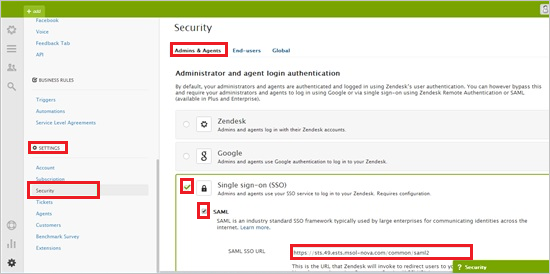 + add
Facebook
Voice
Feedback Tab
API
BUSINESS RULES
Triggers
Automations
Service Level Agreements
SETTINGS
Account
Subscription
Security
Tickets
Agents
Customers
Benchmark Survey
Extensions
Security
Admins & Agents End-users Global
Administrator and agent login authentication
By default, your administrators and agents are authenticated and logged in using Zendesk's user authentication. You can however bypass this
and require your administrators and agents to log in using Google or via single sign-on using Zendesk Remote Authentication or SAML
(available in Plus and Enterprise).
Zendesk
Admins and agents log in with their Zendesk accounts.
Google
Admins and agents use Google authentication to log in to your Zendesk.
Single sign-on (SSO)
Admins and agents use your SSO service to log in to your Zendesk. Requires configuration.
SAML
SAML is an industry standard SSO framework typically used by large enterprises for communicating identities across the
internet. Learn more.
SAML SSO URL
https://sts.#9.ests.msol-nova.com/common/saml2
This is the URL that Zendesk will invoke to redirect users to
Security